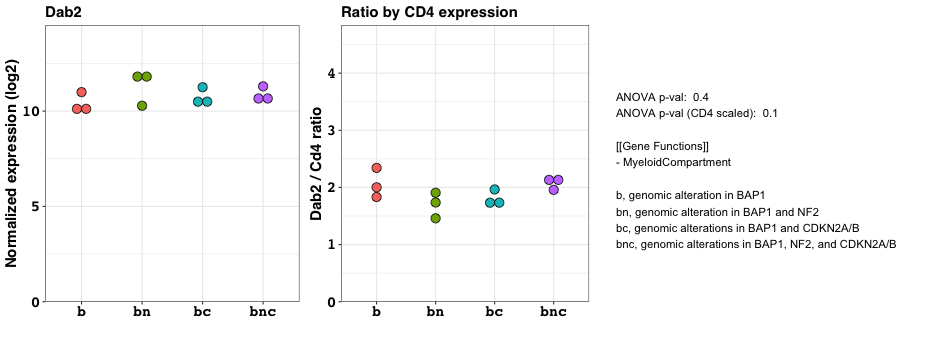 Dab2
Normalized expression (log2)
10
5
0
b bn bc bnc
Ratio by CD4 expression
Dab2 / Cd4 ratio
4
3
2
1
0
b bn bc bnc
ANOVA p-val: 0.4
ANOVA p-val (CD4 scaled): 0.1
[[Gene Functions]]
- MyeloidCompartment
b, genomic alteration in BAP1
bn, genomic alteration in BAP1 and NF2
bc, genomic alterations in BAP1 and CDKN2A/B
bnc, genomic alterations in BAP1, NF2, and CDKN2A/B